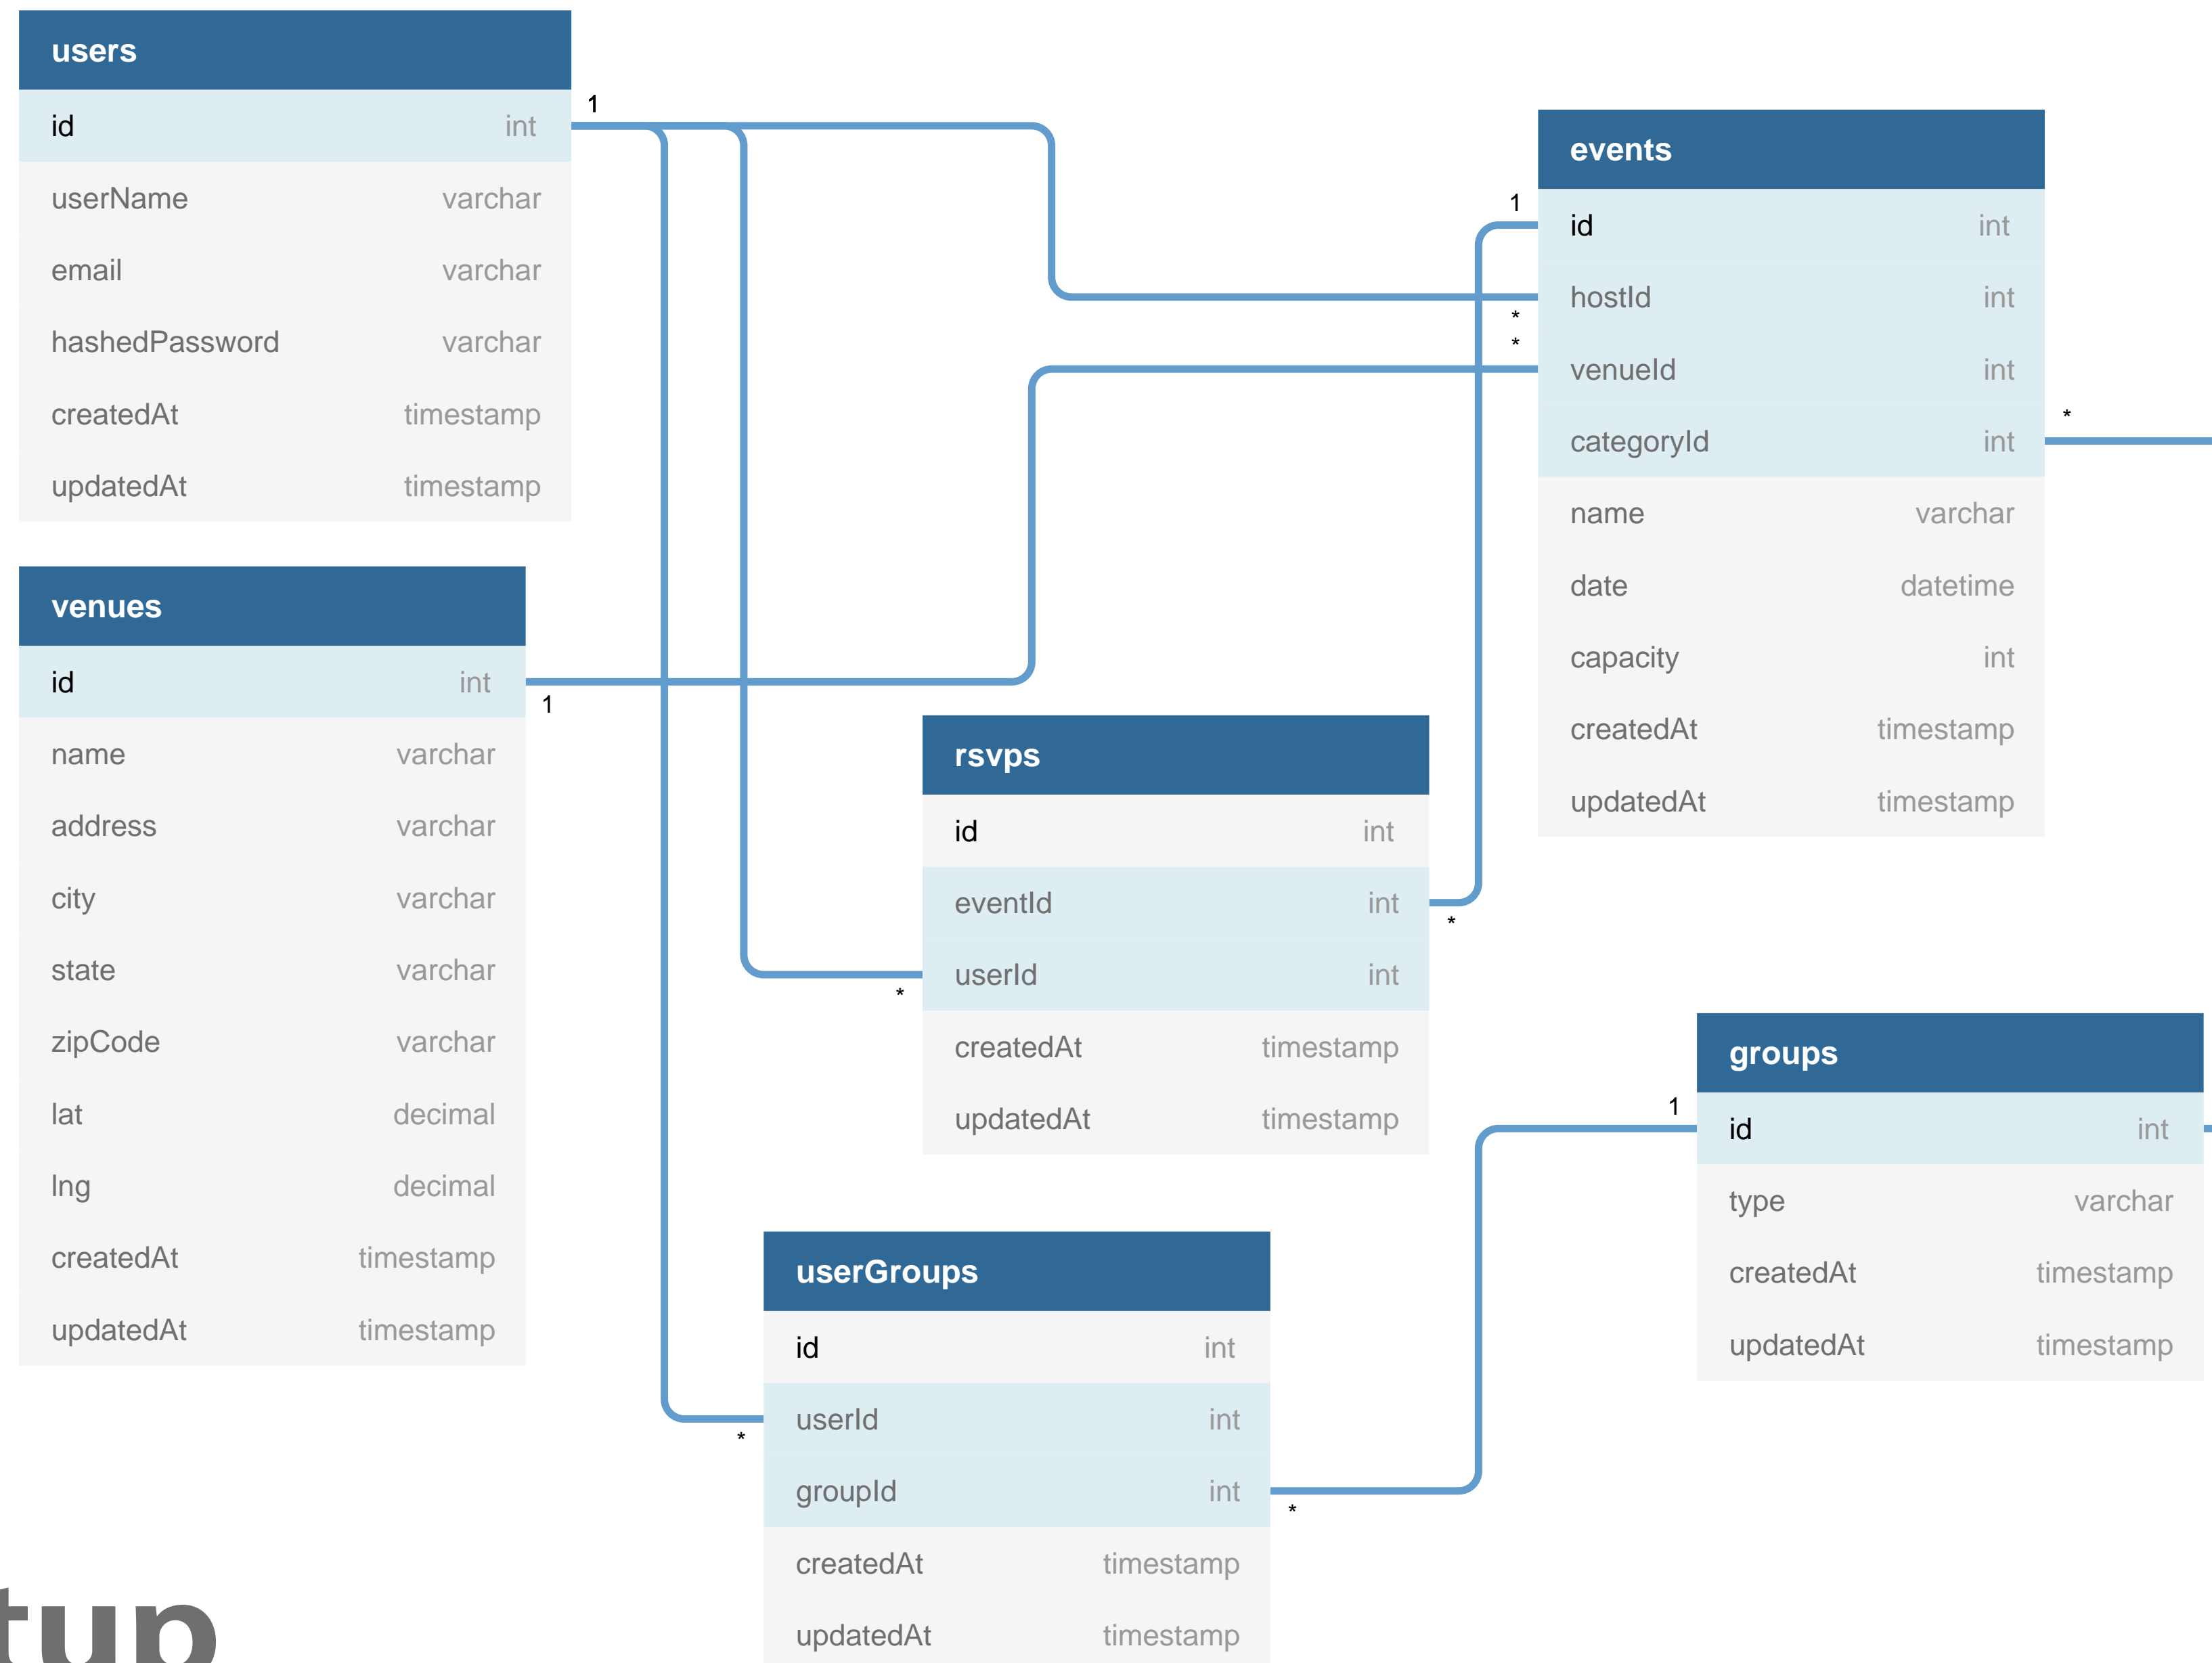 users
1
id int
userName varchar
email varchar
hashedPassword varchar
createdAt timestamp
updatedAt timestamp
events
1
id int
hostId int
*
*
venueId int
*
categoryId int
name varchar
date datetime
capacity int
createdAt timestamp
updatedAt timestamp
venues
id int
1
name varchar
address varchar
city varchar
state varchar
zipCode varchar
lat decimal
lng decimal
createdAt timestamp
updatedAt timestamp
rsvps
id int
eventId int
*
userId int
*
createdAt timestamp
updatedAt timestamp
groups
1
id int
type varchar
createdAt timestamp
updatedAt timestamp
userGroups
id int
userId int
*
groupId int
*
createdAt timestamp
updatedAt timestamp
tup